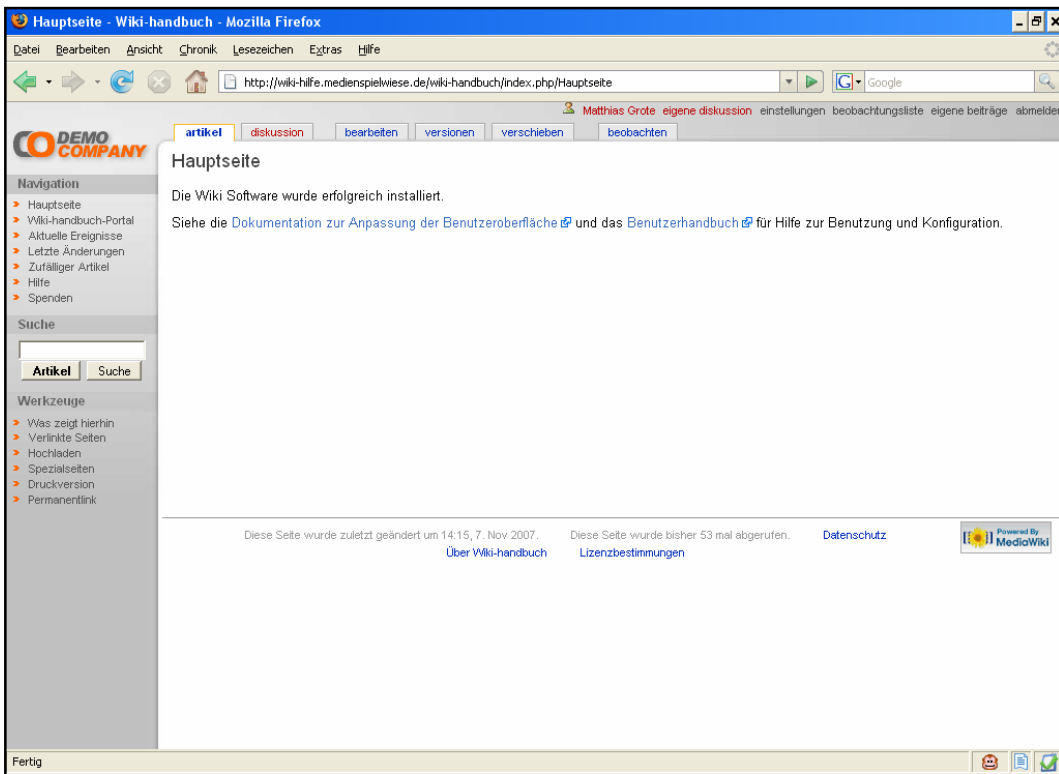 Hauptseite - Wiki-handbuch - Mozilla Firefox
Datei Bearbeiten Ansicht Chronik Lesezeichen Extras Hilfe
http://wiki-hilfe.medienspielwiese.de/wiki-handbuch/index.php/Hauptseite
G Google
Matthias Grote eigene diskussion einstellungen beobachtungsliste eigene beiträge abmelden
artikel diskussion bearbeiten versionen verschieben beobachten
CO DEMO
COMPANY
Hauptseite
Die Wiki Software wurde erfolgreich installiert.
Siehe die Dokumentation zur Anpassung der Benutzeroberfläche und das Benutzerhandbuch für Hilfe zur Benutzung und Konfiguration.
Navigation
Hauptseite
Wiki-handbuch-Portal
Aktuelle Ereignisse
Letzte Änderungen
Zufälliger Artikel
Hilfe
Spenden
Suche
Artikel Suche
Werkzeuge
Was zeigt hierhin
Verlinkte Seiten
Hochladen
Spezialseiten
Druckversion
Permanentlink
Diese Seite wurde zuletzt geändert um 14:15, 7. Nov 2007. Diese Seite wurde bisher 53 mal abgerufen. Datenschutz
Über Wiki-handbuch Lizenzbestimmungen
Powered By
MediaWiki
Fertig